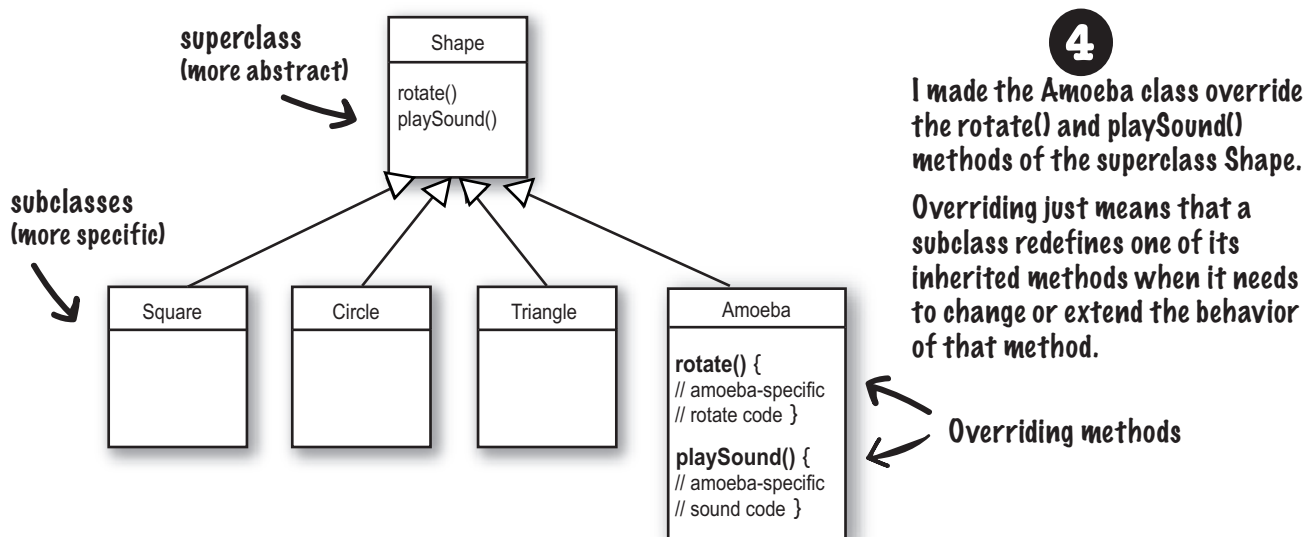 superclass
(more abstract)
Shape
rotate()
playSound()
subclasses
(more specific)
Square
Circle
Triangle
Amoeba
rotate() {
// amoeba-specific
// rotate code }
playSound() {
// amoeba-specific
// sound code }
4
I made the Amoeba class override
the rotate() and playSound()
methods of the superclass Shape.
Overriding just means that a
subclass redefines one of its
inherited methods when it needs
to change or extend the behavior
of that method.
Overriding methods